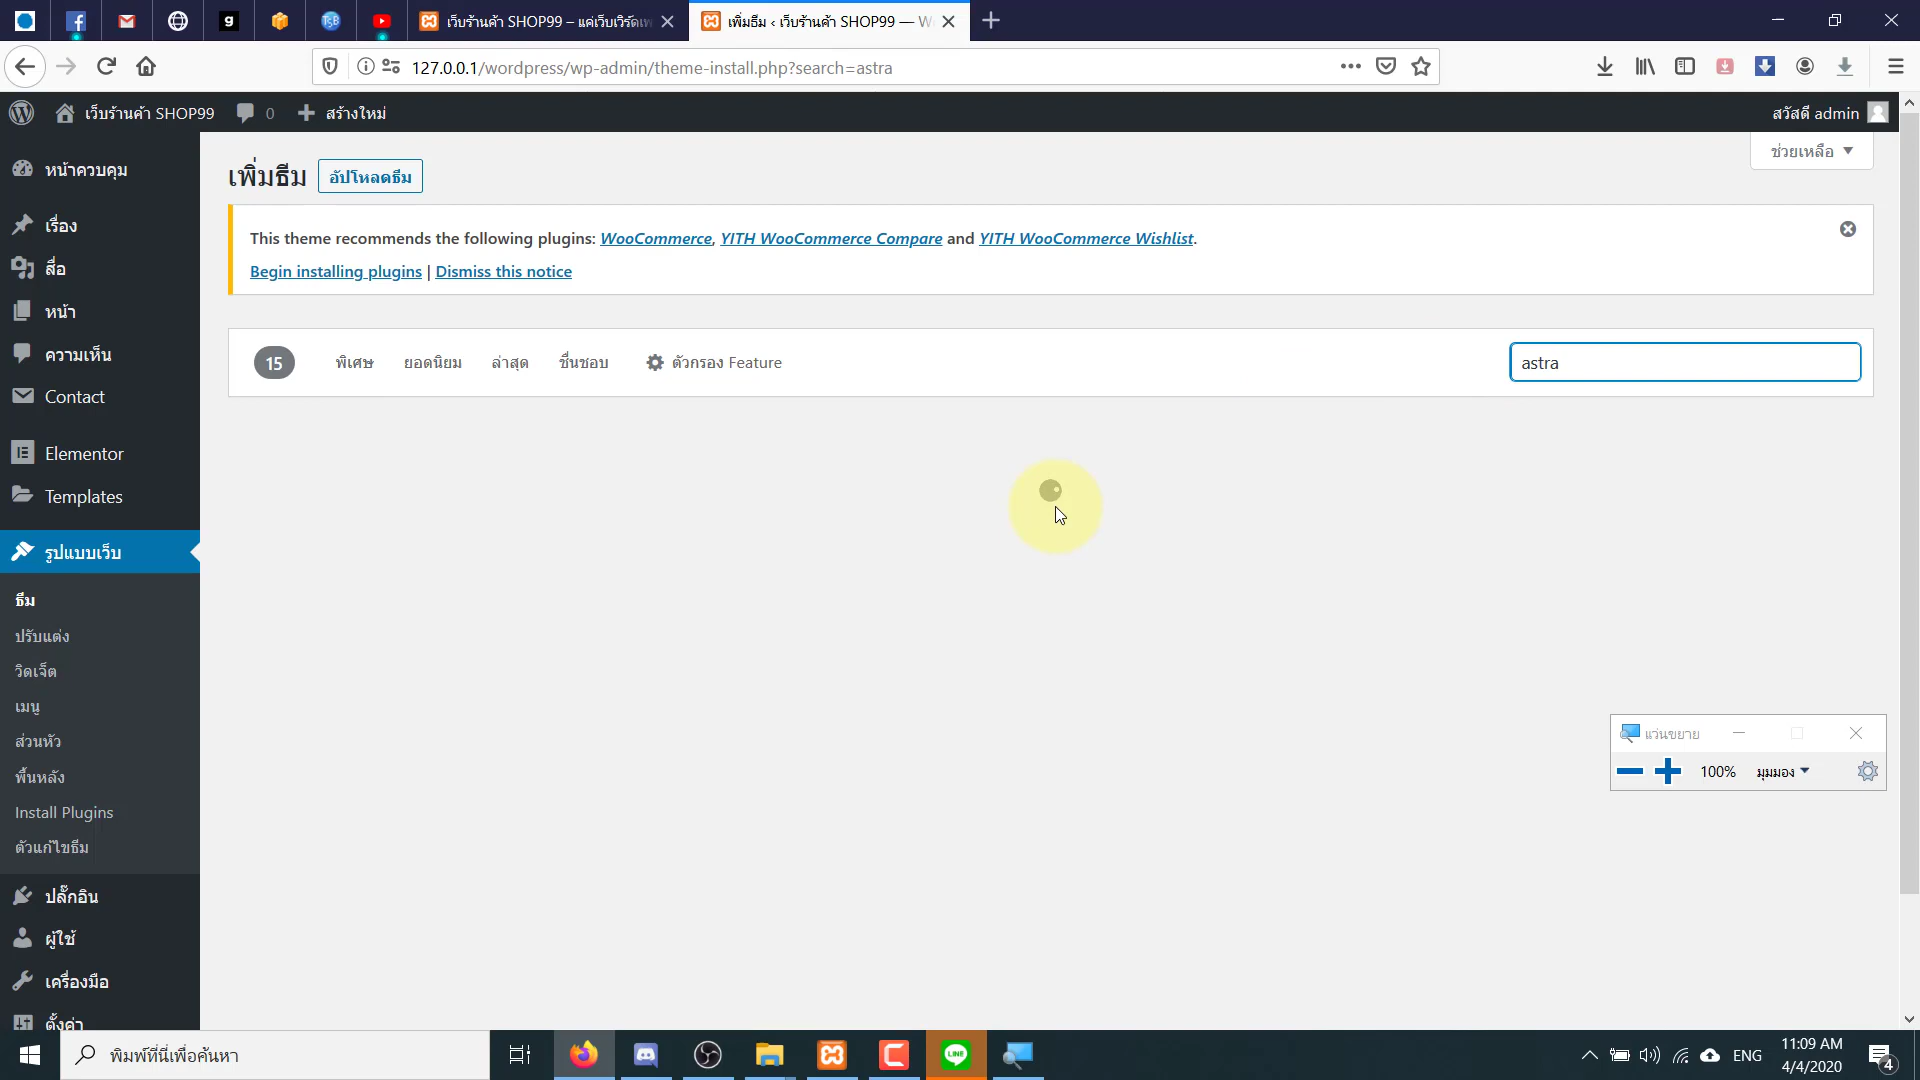 เว็บร้านค้า SHOP99 – แค่เว็บเวิร์ดเพ
เพิ่มธีม ‹ เว็บร้านค้า SHOP99 — W
127.0.0.1/wordpress/wp-admin/theme-install.php?search=astra
เว็บร้านค้า SHOP99
0
สร้างใหม่
สวัสดี admin
ช่วยเหลือ
เพิ่มธีม
อัปโหลดธีม
This theme recommends the following plugins: WooCommerce, YITH WooCommerce Compare and YITH WooCommerce Wishlist.
Begin installing plugins | Dismiss this notice
15
พิเศษ
ยอดนิยม
ล่าสุด
ชื่นชอบ
ตัวกรอง Feature
astra
หน้าควบคุม
เรื่อง
สื่อ
หน้า
ความเห็น
Contact
Elementor
Templates
รูปแบบเว็บ
ธีม
ปรับแต่ง
วิดเจ็ต
เมนู
ส่วนหัว
พื้นหลัง
Install Plugins
ตัวแก้ไขธีม
ปลั๊กอิน
ผู้ใช้
เครื่องมือ
ตั้งค่า
แว่นขยาย
100%
มุมมอง
พิมพ์ที่นี่เพื่อค้นหา
LINE
ENG
11:09 AM
4/4/2020
4